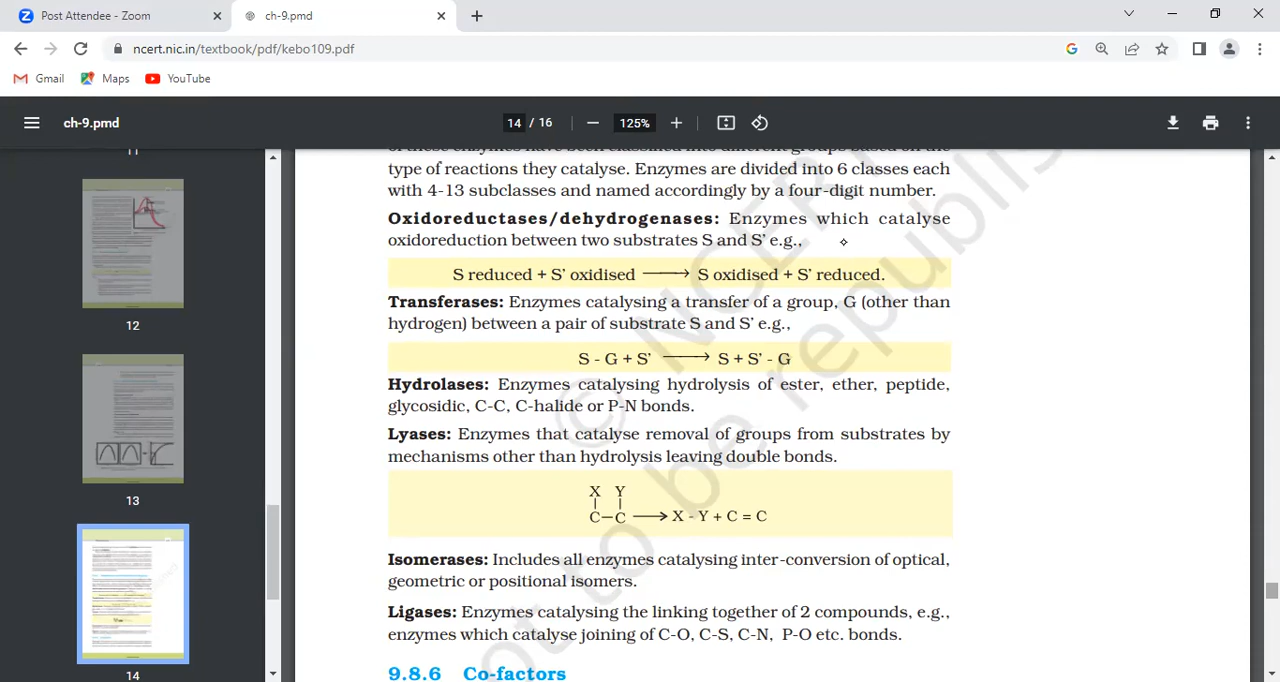 Post Attendee - Zoom
ch-9.pmd
ncert.nic.in/textbook/pdf/kebo109.pdf
Gmail
Maps
YouTube
ch-9.pmd
14 / 16
125%
11
12
13
14
of these enzymes have been classified into different groups based on the
type of reactions they catalyse. Enzymes are divided into 6 classes each
with 4-13 subclasses and named accordingly by a four-digit number.
Oxidoreductases/dehydrogenases: Enzymes which catalyse
oxidoreduction between two substrates S and S' e.g.,
S reduced + S' oxidised ⟶ S oxidised + S' reduced.
Transferases: Enzymes catalysing a transfer of a group, G (other than
hydrogen) between a pair of substrate S and S' e.g.,
S - G + S' ⟶ S + S' - G
Hydrolases: Enzymes catalysing hydrolysis of ester, ether, peptide,
glycosidic, C-C, C-halide or P-N bonds.
Lyases: Enzymes that catalyse removal of groups from substrates by
mechanisms other than hydrolysis leaving double bonds.
X Y
C–C ⟶ X - Y + C = C
Isomerases: Includes all enzymes catalysing inter-conversion of optical,
geometric or positional isomers.
Ligases: Enzymes catalysing the linking together of 2 compounds, e.g.,
enzymes which catalyse joining of C-O, C-S, C-N, P-O etc. bonds.
9.8.6 Co-factors
© NCERT
to be republis